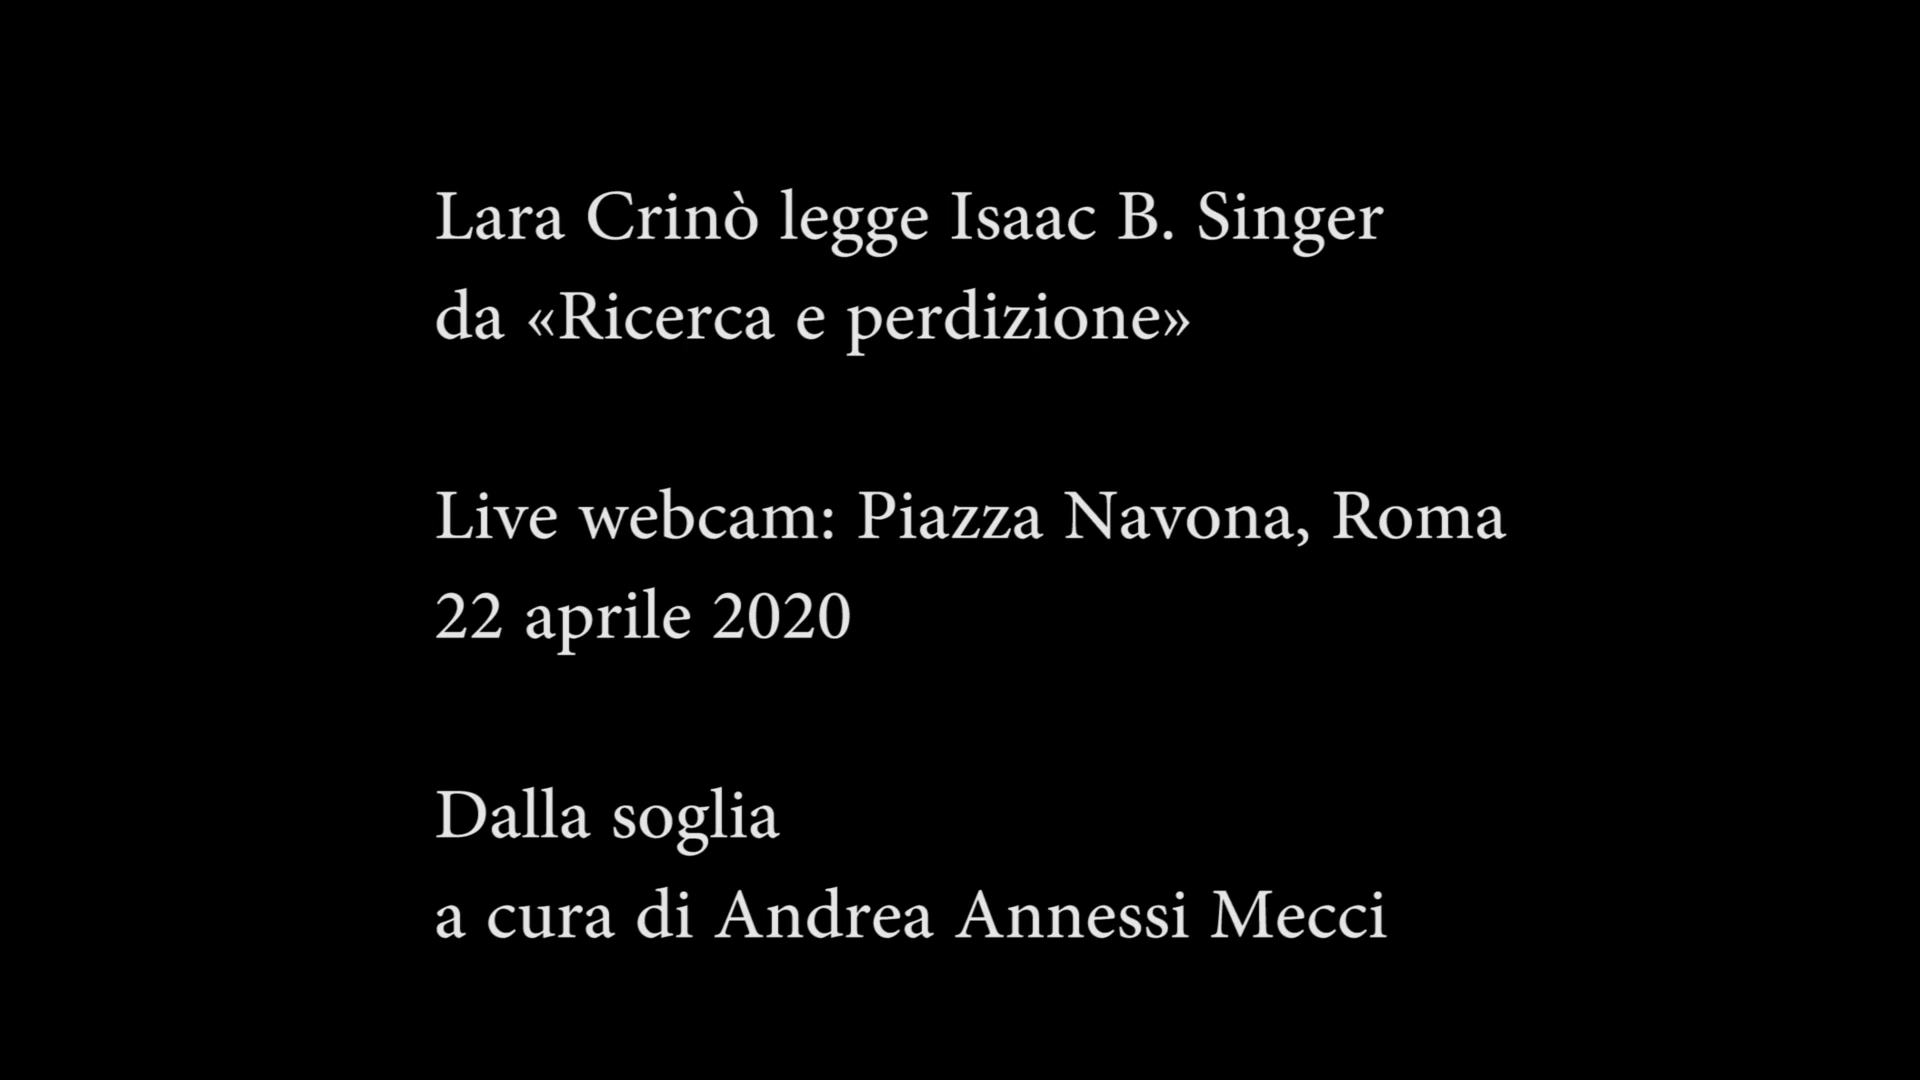 Lara Crinò legge Isaac B. Singer
da «Ricerca e perdizione»
Live webcam: Piazza Navona, Roma
22 aprile 2020
Dalla soglia
a cura di Andrea Annessi Mecci